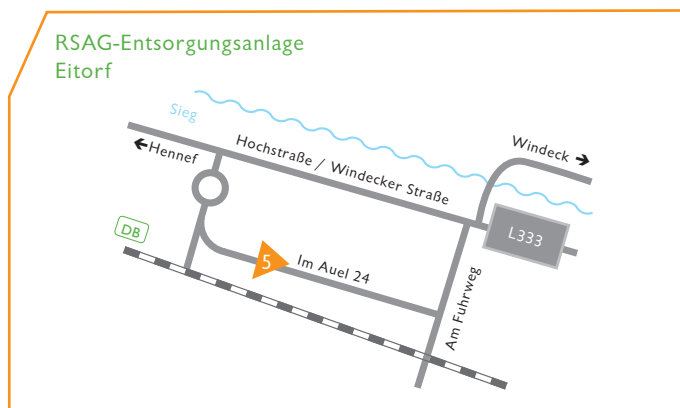 RSAG-Entsorgungsanlage
Eitorf
Sieg
Windeck
Hennef
Hochstraße / Windecker Straße
L333
DB
5
Im Auel 24
Am Fuhrweg